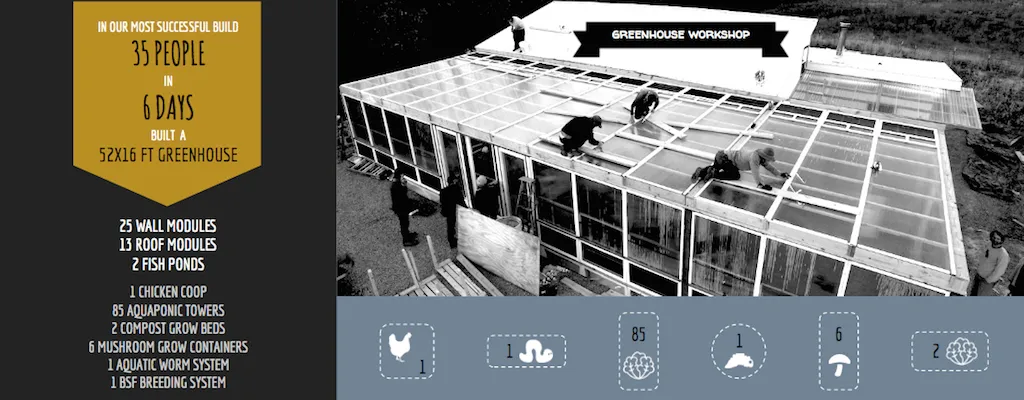 IN OUR MOST SUCCESSFUL BUILD
35 PEOPLE
IN
6 DAYS
BUILT A
52X16 FT GREENHOUSE
25 WALL MODULES
13 ROOF MODULES
2 FISH PONDS
1 CHICKEN COOP
85 AQUAPONIC TOWERS
2 COMPOST GROW BEDS
6 MUSHROOM GROW CONTAINERS
1 AQUATIC WORM SYSTEM
1 BSF BREEDING SYSTEM
GREENHOUSE WORKSHOP
1
1
85
1
6
2